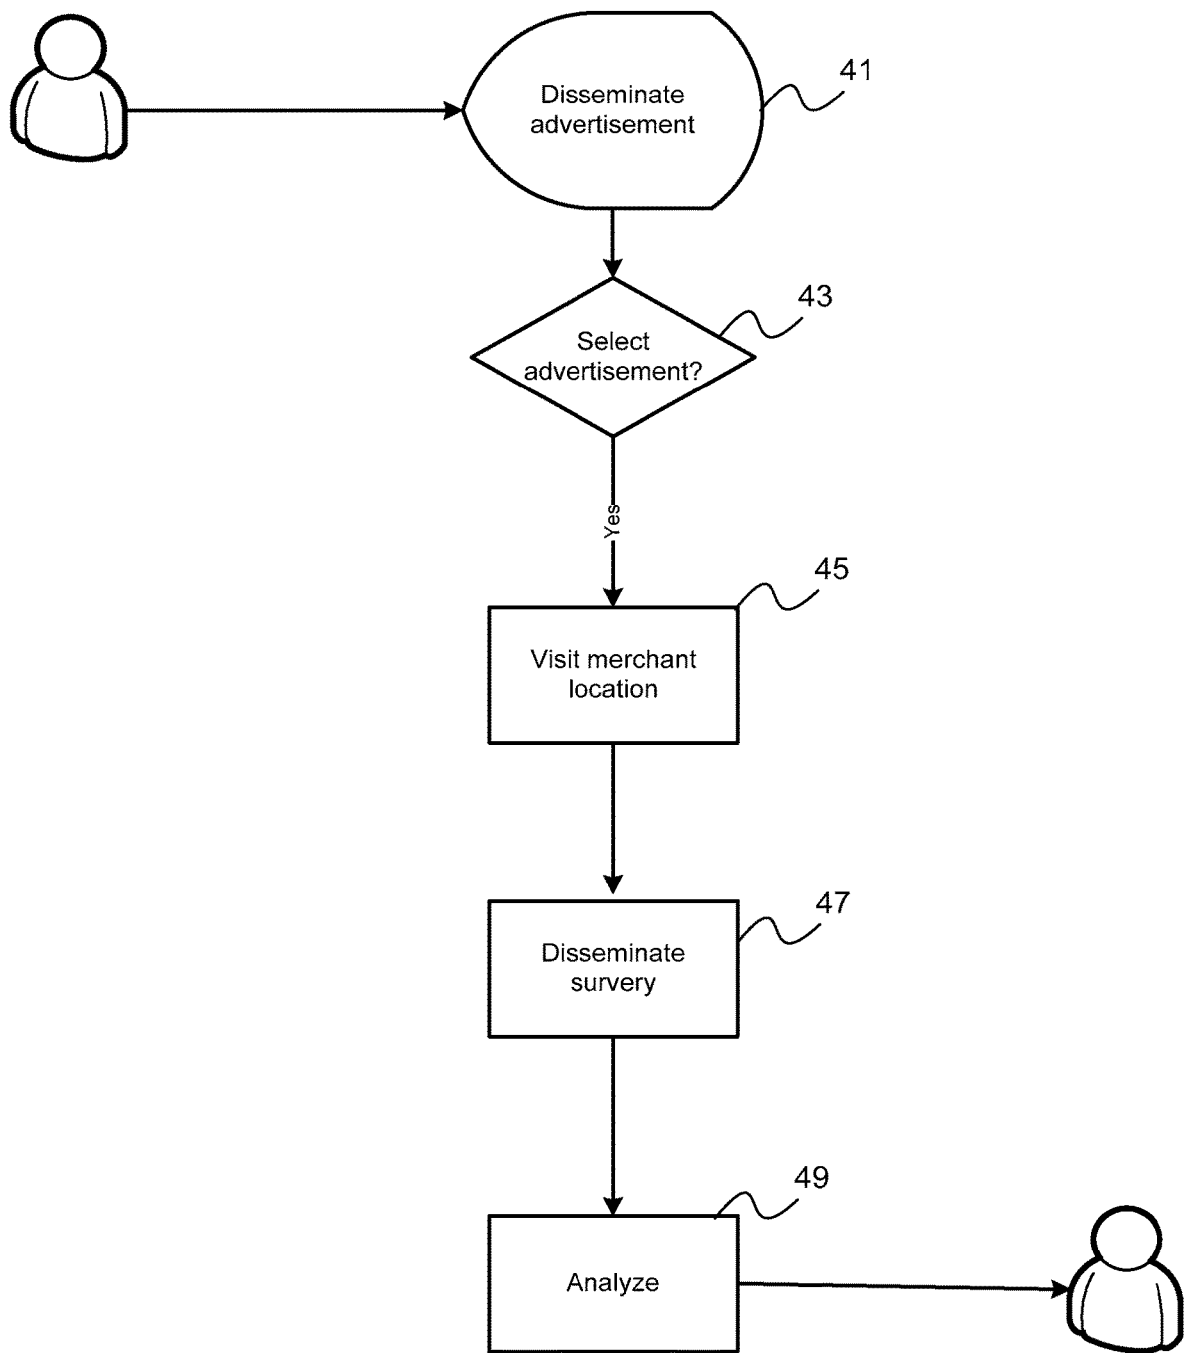 Disseminate
advertisement
41
Select
advertisement?
43
Yes
Visit merchant
location
45
Disseminate
survery
47
Analyze
49